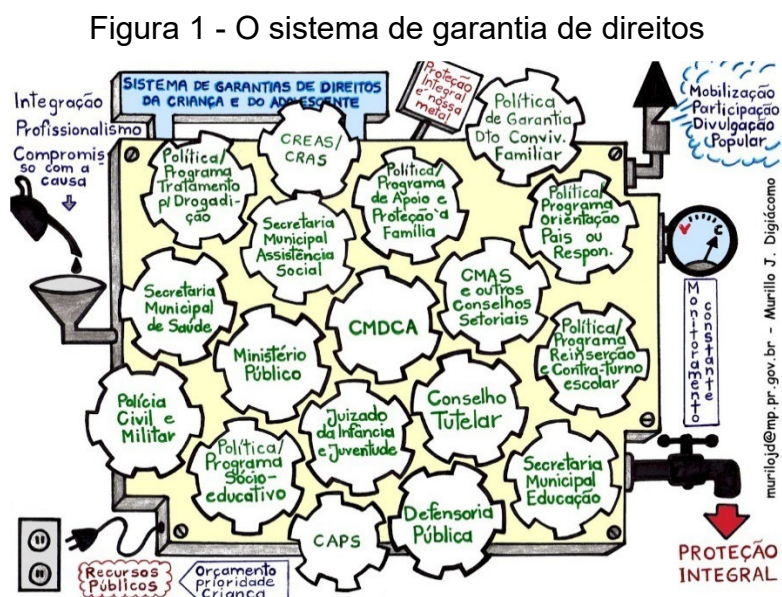 Figura 1 - O sistema de garantia de direitos
SISTEMA DE GARANTIAS DE DIREITOS
DA CRIANÇA E DO ADOLESCENTE
Proteção
Integral
é nossa
meta!
Política
de Garantia
Dto Conviv.
Familiar
Mobilização
Participação
Divulgação
Popular
Integração
Profissionalismo
Compromis
so com a
causa
Política/
Programa
Tratamento
p/ Drogadi-
ção
CREAS/
CRAS
Política/
Programa
de Apoio e
Proteção à
Família
Política/
Programa
Orientação
Pais ou
Respon.
Secretaria
Municipal
Assistência
Social
CMAS
e outros
Conselhos
Setoriais
Secretaria
Municipal
de Saúde
CMDCA
Ministério
Público
Política/
Programa
Reinserção
e Contra-Turno
escolar
Monitoramento
constante
Polícia
Civil e
Militar
Juizado
da Infância
e Juventude
Conselho
Tutelar
Política/
Programa
Sócio-
educativo
Secretaria
Municipal
Educação
Defensoria
Pública
CAPS
Recursos
Públicos
Orçamento
prioridade
Criança
PROTEÇÃO
INTEGRAL
murilojd@mp.pr.gov.br - Murillo J. Digiácomo
V
C